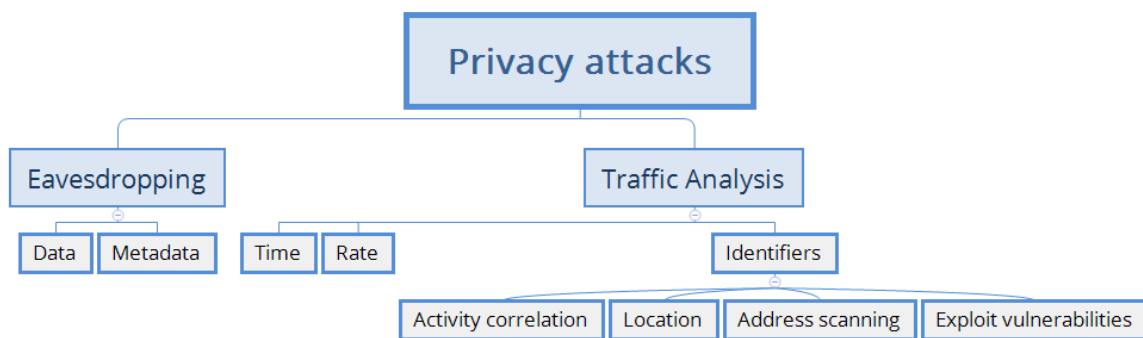 Privacy attacks
Eavesdropping
Traffic Analysis
Data
Metadata
Time
Rate
Identifiers
Activity correlation
Location
Address scanning
Exploit vulnerabilities